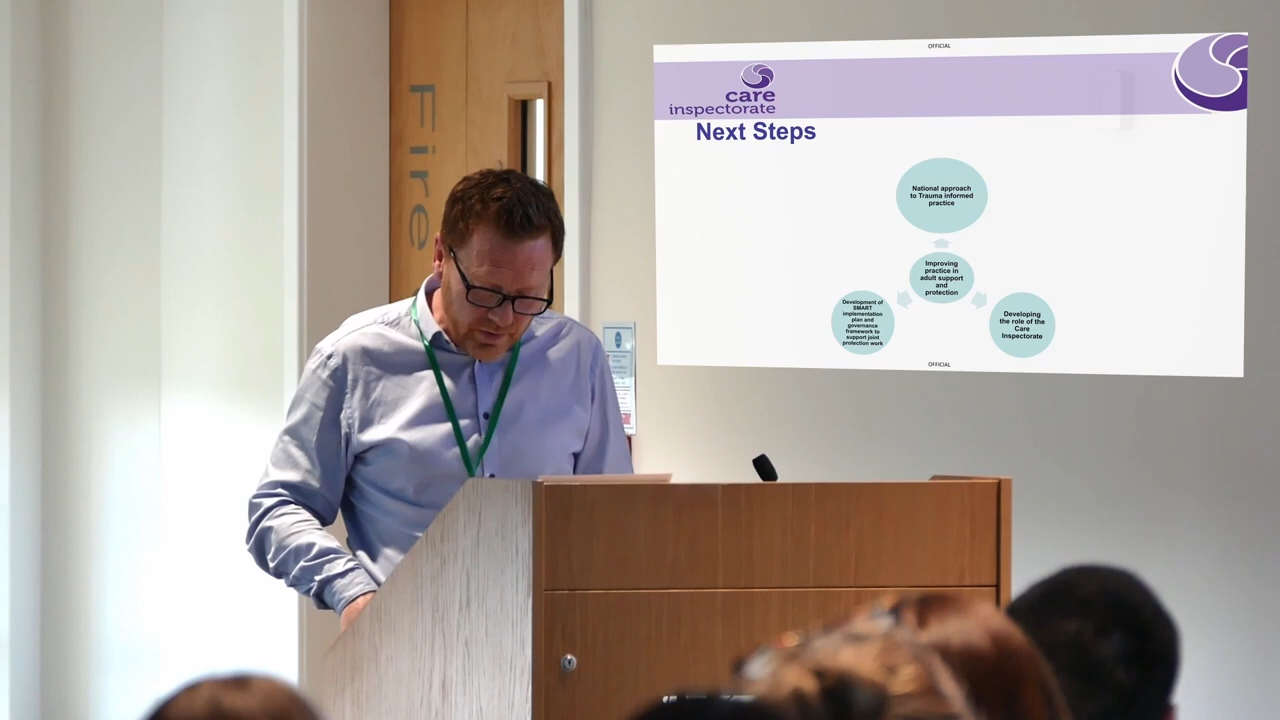 Fire
OFFICIAL
care
inspectorate
Next Steps
National approach
to Trauma informed
practice
Improving
practice in
adult support
and
protection
Development of
SMART
implementation
plan and
governance
framework to
support joint
protection work
Developing
the role of the
Care
Inspectorate
OFFICIAL